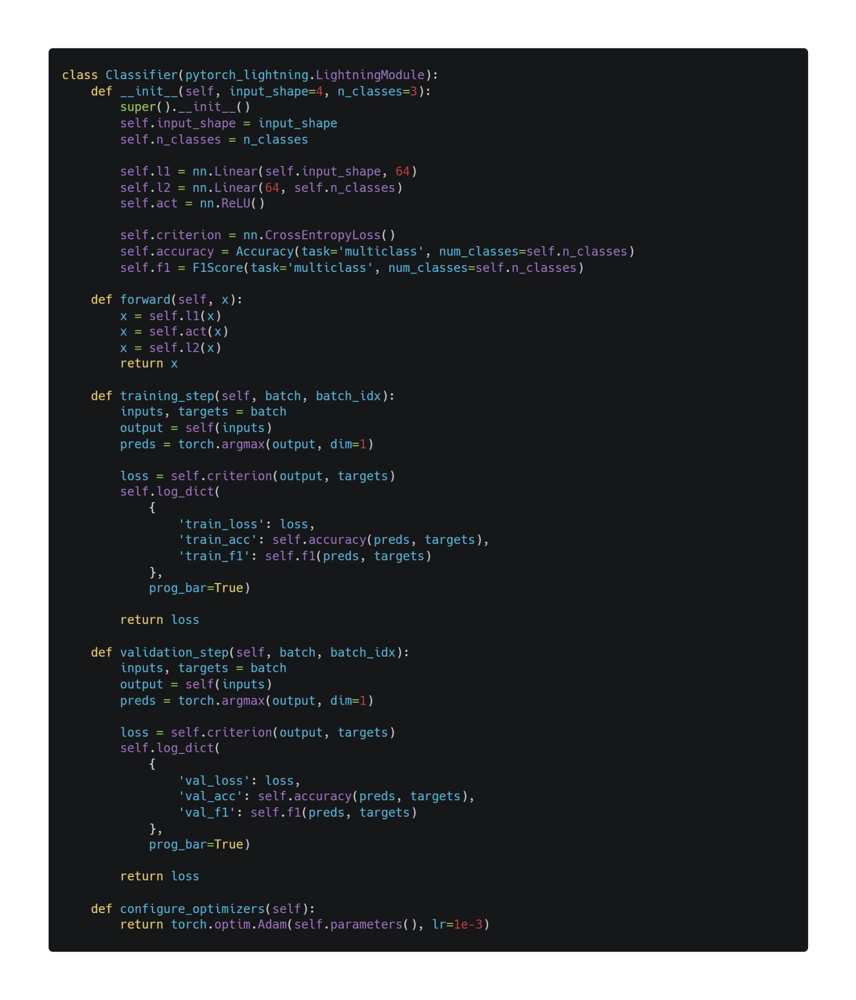 class Classifier(pytorch_lightning.LightningModule):
    def __init__(self, input_shape=4, n_classes=3):
        super().__init__()
        self.input_shape = input_shape
        self.n_classes = n_classes

        self.l1 = nn.Linear(self.input_shape, 64)
        self.l2 = nn.Linear(64, self.n_classes)
        self.act = nn.ReLU()

        self.criterion = nn.CrossEntropyLoss()
        self.accuracy = Accuracy(task='multiclass', num_classes=self.n_classes)
        self.f1 = F1Score(task='multiclass', num_classes=self.n_classes)

    def forward(self, x):
        x = self.l1(x)
        x = self.act(x)
        x = self.l2(x)
        return x

    def training_step(self, batch, batch_idx):
        inputs, targets = batch
        output = self(inputs)
        preds = torch.argmax(output, dim=1)

        loss = self.criterion(output, targets)
        self.log_dict(
            {
                'train_loss': loss,
                'train_acc': self.accuracy(preds, targets),
                'train_f1': self.f1(preds, targets)
            },
            prog_bar=True)

        return loss

    def validation_step(self, batch, batch_idx):
        inputs, targets = batch
        output = self(inputs)
        preds = torch.argmax(output, dim=1)

        loss = self.criterion(output, targets)
        self.log_dict(
            {
                'val_loss': loss,
                'val_acc': self.accuracy(preds, targets),
                'val_f1': self.f1(preds, targets)
            },
            prog_bar=True)

        return loss

    def configure_optimizers(self):
        return torch.optim.Adam(self.parameters(), lr=1e-3)